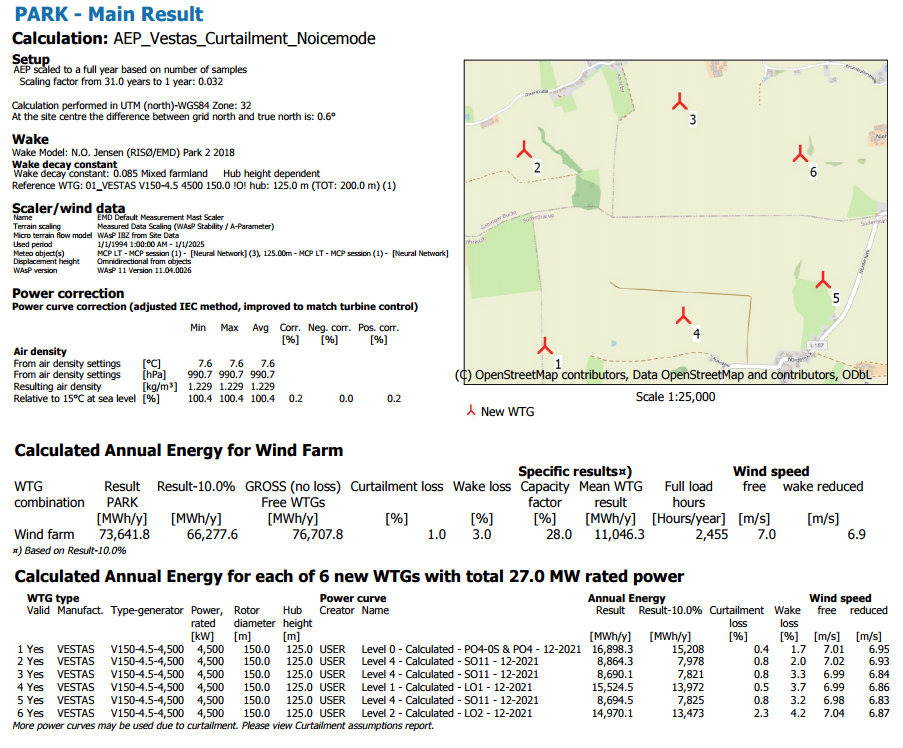 PARK - Main Result
Calculation: AEP_Vestas_Curtailment_Noicemode
Setup
AEP scaled to a full year based on number of samples
Scaling factor from 31.0 years to 1 year: 0.032
Calculation performed in UTM (north)-WGS84 Zone: 32
At the site centre the difference between grid north and true north is: 0.6°
Wake
Wake Model: N.O. Jensen (RISØ/EMD) Park 2 2018
Wake decay constant
Wake decay constant: 0.085 Mixed farmland Hub height dependent
Reference WTG: 01_VESTAS V150-4.5 4500 150.0 !O! hub: 125.0 m (TOT: 200.0 m) (1)
Scaler/wind data
Name EMD Default Measurement Mast Scaler
Terrain scaling Measured Data Scaling (WAsP Stability / A-Parameter)
Micro terrain flow model WAsP IBZ from Site Data
Used period 1/1/1994 1:00:00 AM - 1/1/2025
Meteo object(s) MCP LT - MCP session (1) - [Neural Network] (3), 125.00m - MCP LT - MCP session (1) - [Neural Network]
Displacement height Omnidirectional from objects
WAsP version WAsP 11 Version 11.04.0026
Power correction
Power curve correction (adjusted IEC method, improved to match turbine control)
Min Max Avg Corr. Neg. corr. Pos. corr.
[%] [%] [%]
Air density
From air density settings [°C] 7.6 7.6 7.6
From air density settings [hPa] 990.7 990.7 990.7
Resulting air density [kg/m³] 1.229 1.229 1.229
Relative to 15°C at sea level [%] 100.4 100.4 100.4 0.2 0.0 0.2
3
2
6
5
4
1
L 107
(C) OpenStreetMap contributors, Data OpenStreetMap and contributors, ODbL
Scale 1:25,000
New WTG
Calculated Annual Energy for Wind Farm
Specific results¤) Wind speed
WTG Result Result-10.0% GROSS (no loss) Curtailment loss Wake loss Capacity Mean WTG Full load free wake reduced
combination PARK Free WTGs factor result hours
[MWh/y] [MWh/y] [MWh/y] [%] [%] [%] [MWh/y] [Hours/year] [m/s] [m/s]
Wind farm 73,641.8 66,277.6 76,707.8 1.0 3.0 28.0 11,046.3 2,455 7.0 6.9
¤) Based on Result-10.0%
Calculated Annual Energy for each of 6 new WTGs with total 27.0 MW rated power
WTG type Power curve Annual Energy Wind speed
Valid Manufact. Type-generator Power, Rotor Hub Creator Name Result Result-10.0% Curtailment Wake free reduced
rated diameter height loss loss
[kW] [m] [m] [MWh/y] [MWh/y] [%] [%] [m/s] [m/s]
1 Yes VESTAS V150-4.5-4,500 4,500 150.0 125.0 USER Level 0 - Calculated - PO4-0S & PO4 - 12-2021 16,898.3 15,208 0.4 1.7 7.01 6.95
2 Yes VESTAS V150-4.5-4,500 4,500 150.0 125.0 USER Level 4 - Calculated - SO11 - 12-2021 8,864.3 7,978 0.8 2.0 7.02 6.93
3 Yes VESTAS V150-4.5-4,500 4,500 150.0 125.0 USER Level 4 - Calculated - SO11 - 12-2021 8,690.1 7,821 0.8 3.3 6.99 6.84
4 Yes VESTAS V150-4.5-4,500 4,500 150.0 125.0 USER Level 1 - Calculated - LO1 - 12-2021 15,524.5 13,972 0.5 3.7 6.99 6.86
5 Yes VESTAS V150-4.5-4,500 4,500 150.0 125.0 USER Level 4 - Calculated - SO11 - 12-2021 8,694.5 7,825 0.8 3.2 6.98 6.83
6 Yes VESTAS V150-4.5-4,500 4,500 150.0 125.0 USER Level 2 - Calculated - LO2 - 12-2021 14,970.1 13,473 2.3 4.2 7.04 6.87
More power curves may be used due to curtailment. Please view Curtailment assumptions report.